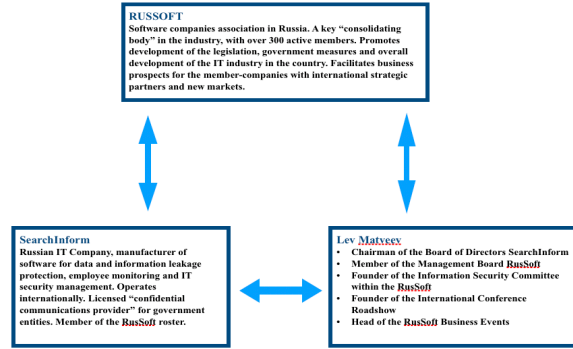 RUSSOFT
Software companies association in Russia. A key “consolidating
body” in the industry, with over 300 active members. Promotes
development of the legislation, government measures and overall
development of the IT industry in the country. Facilitates business
prospects for the member-companies with international strategic
partners and new markets.
SearchInform
Russian IT Company, manufacturer of
software for data and information leakage
protection, employee monitoring and IT
security management. Operates
internationally. Licensed “confidential
communications provider” for government
entities. Member of the RusSoft roster.
Lev Matveev
• Chairman of the Board of Directors SearchInform
• Member of the Management Board RusSoft
• Founder of the Information Security Committee
within the RusSoft
• Founder of the International Conference
Roadshow
• Head of the RusSoft Business Events